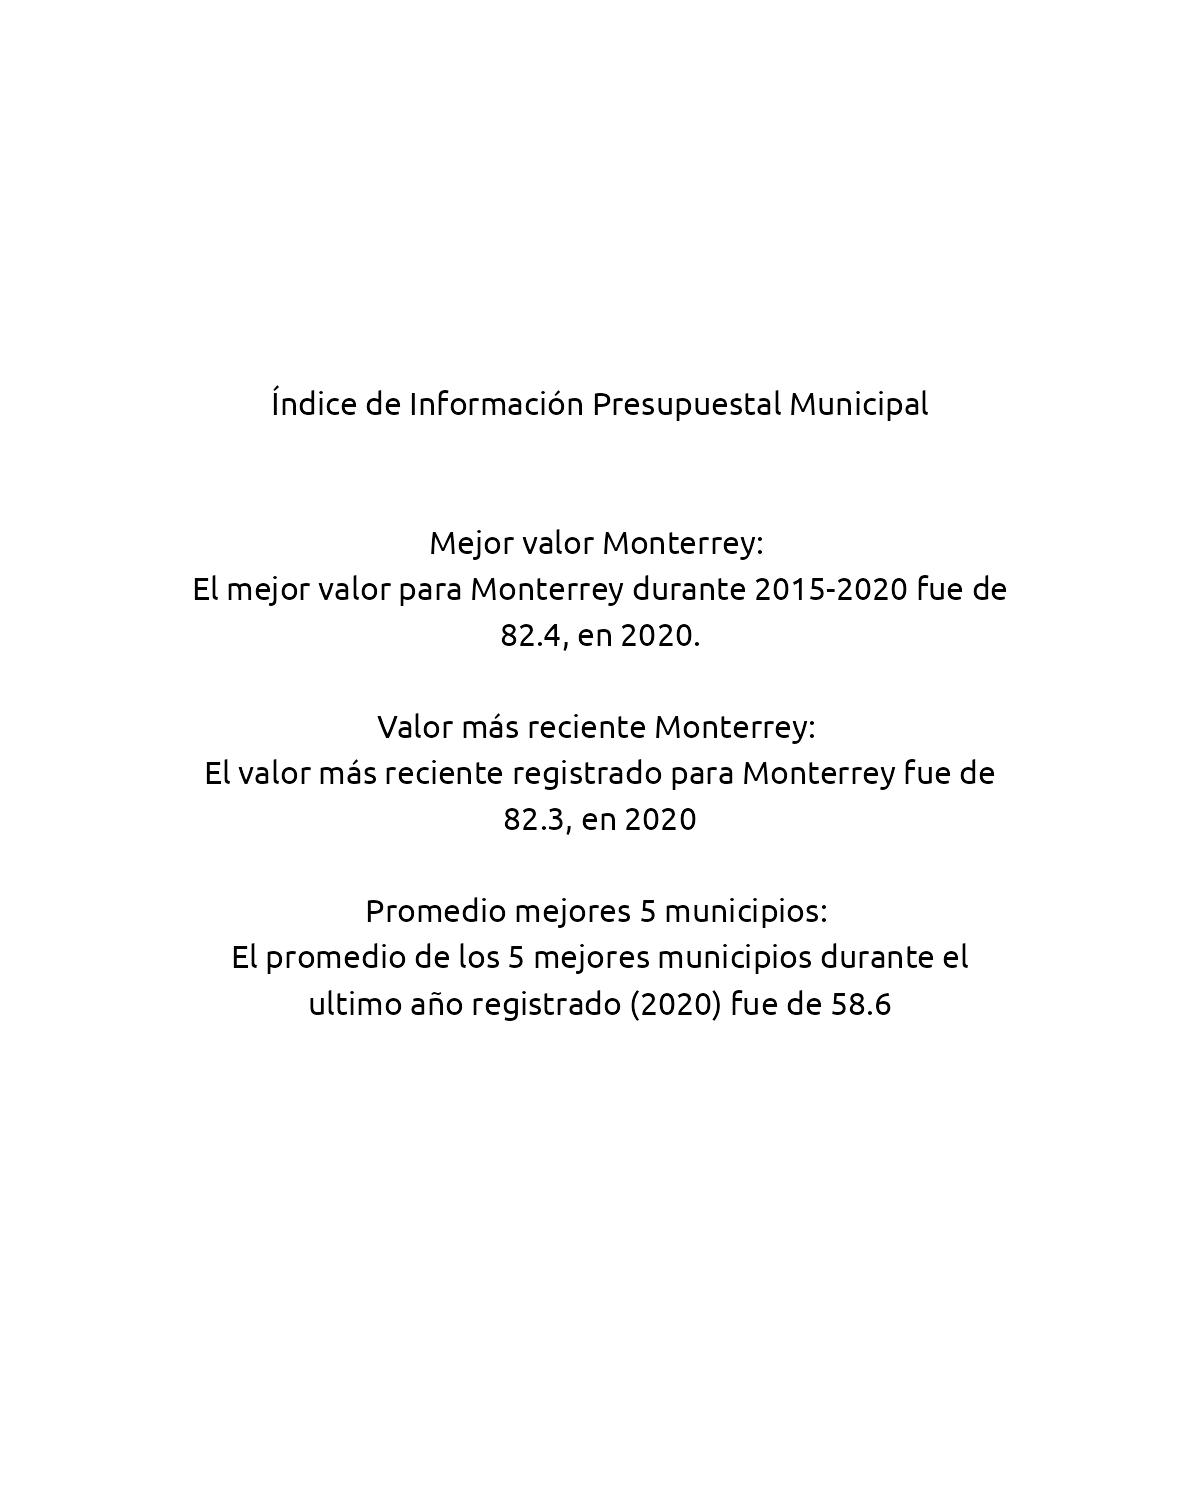 Índice de Información Presupuestal Municipal
Mejor valor Monterrey:
El mejor valor para Monterrey durante 2015-2020 fue de
82.4, en 2020.
Valor más reciente Monterrey:
El valor más reciente registrado para Monterrey fue de
82.3, en 2020
Promedio mejores 5 municipios:
El promedio de los 5 mejores municipios durante el
ultimo año registrado (2020) fue de 58.6